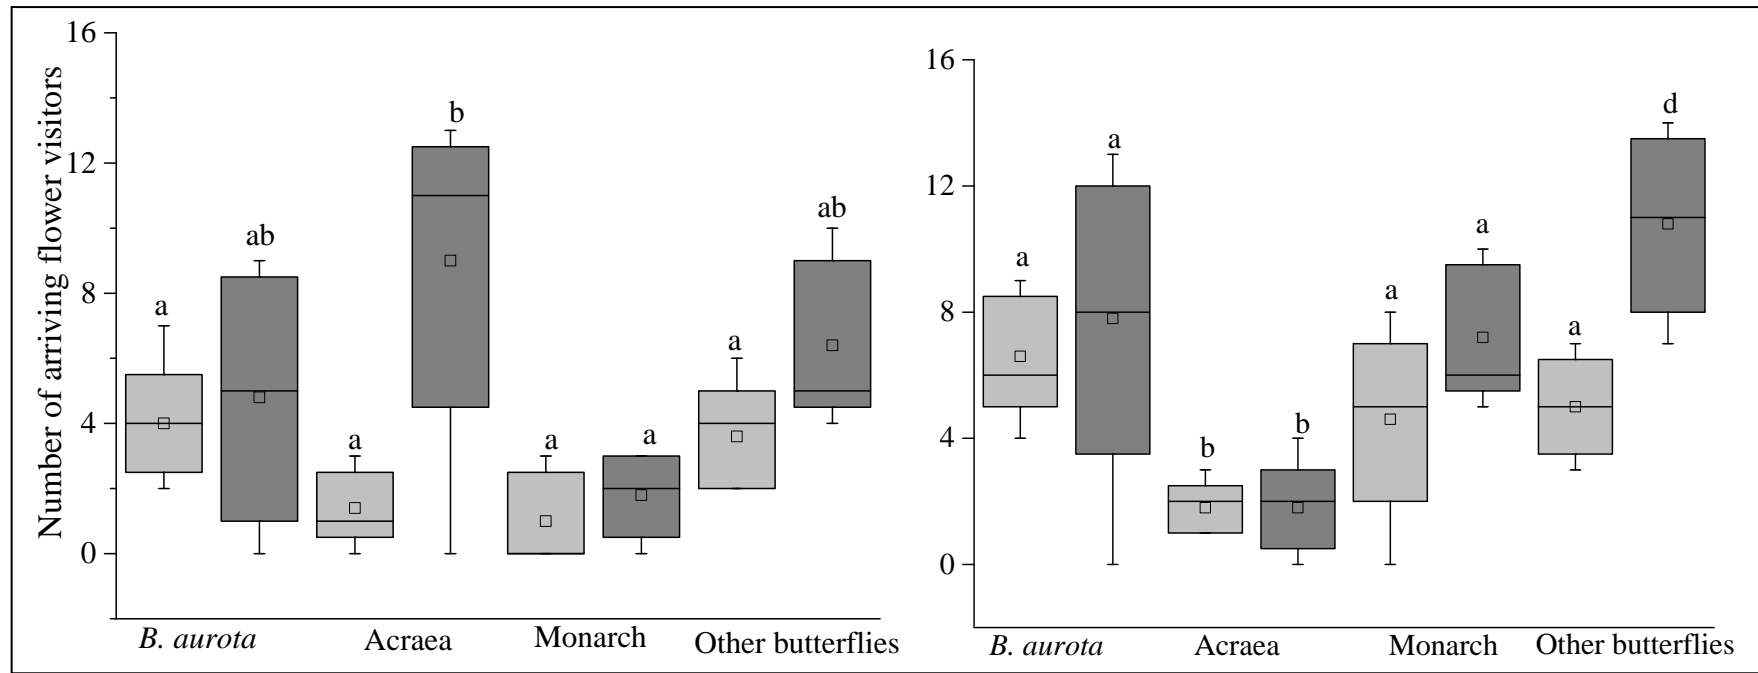 Number of arriving flower visitors
16
12
8
4
0
a
ab
a
b
a
a
a
ab
B. aurota
Acraea
Monarch
Other butterflies
16
12
8
4
0
a
a
b
b
a
a
a
d
B. aurota
Acraea
Monarch
Other butterflies